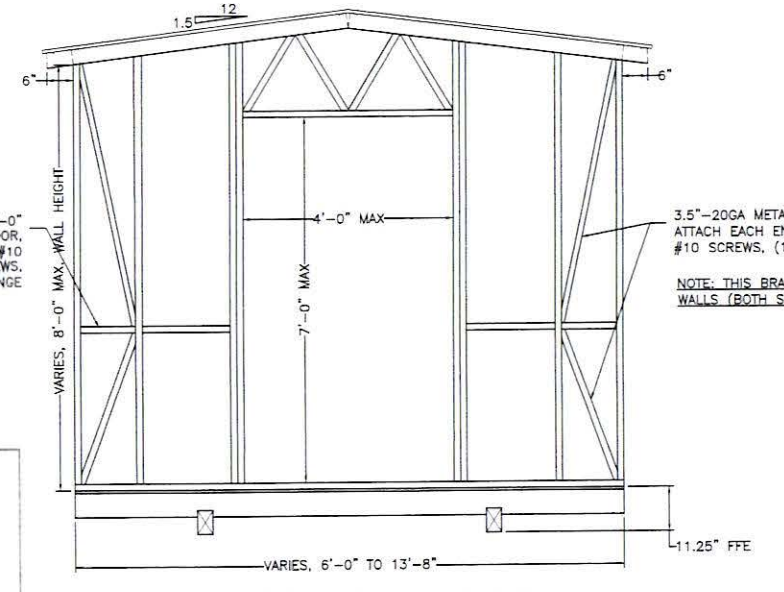 12
1.5
6"
6"
-0"
OR,
#10
WS.
NGE
VARIES, 8'-0" MAX. WALL HEIGHT
4'-0" MAX
7'-0" MAX
3.5"-20GA META
ATTACH EACH EN
#10 SCREWS, (1
NOTE: THIS BRA
WALLS (BOTH S
11.25" FFE
VARIES, 6'-0" TO 13'-8"